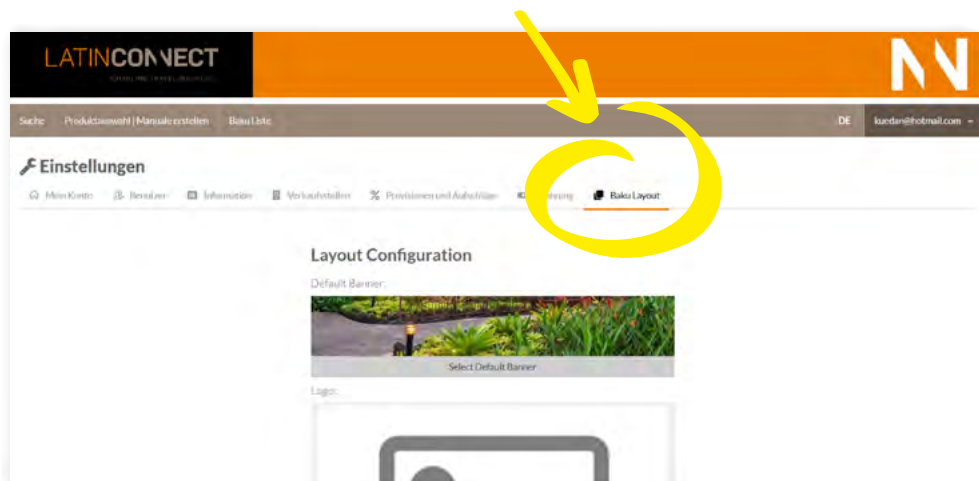 LATINCONNECT
Suche Produktauswahl | Manuale erstellen Baku Liste DE kuedan@hotmail.com
Einstellungen
Mein Konto Benutzer Information Verkaufsstellen Provisionen und Aufschläge Baku Layout
Layout Configuration
Default Banner:
Select Default Banner
Logo: